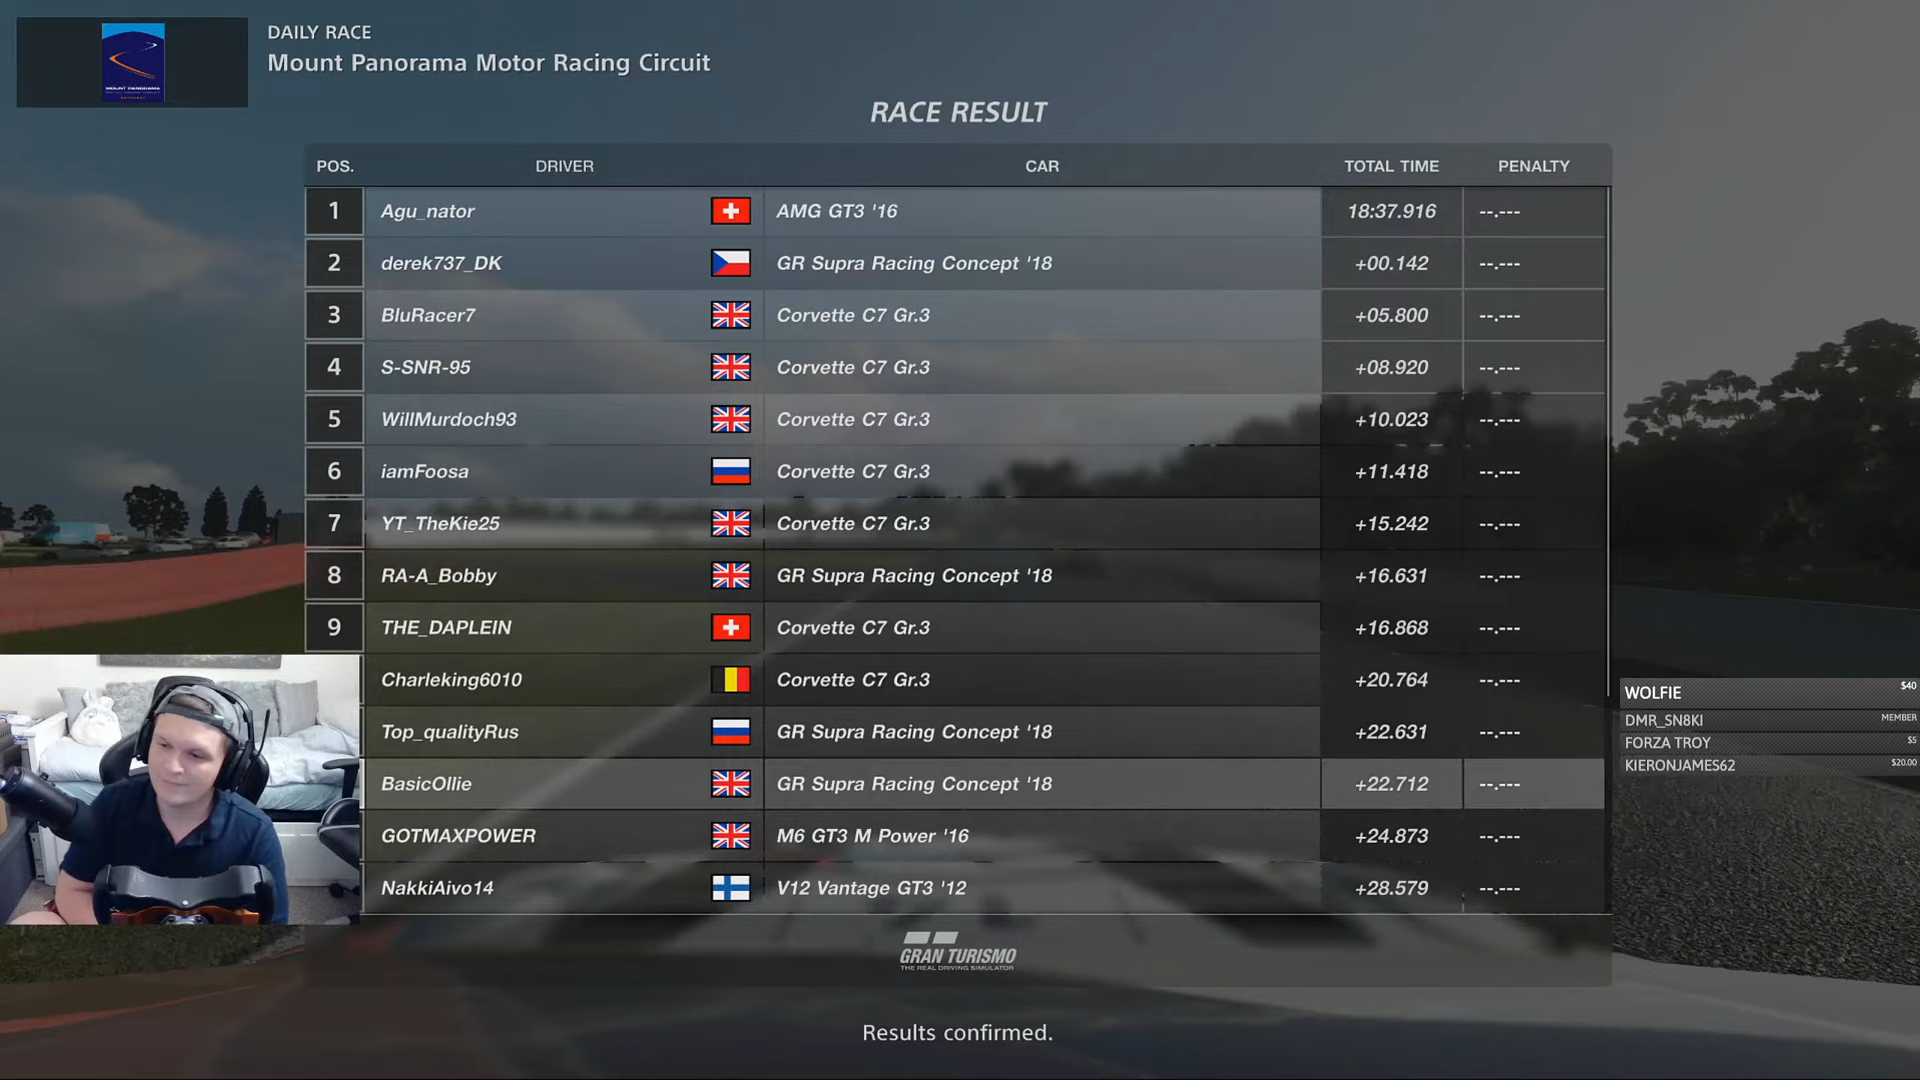 DAILY RACE
Mount Panorama Motor Racing Circuit
MOUNT PANORAMA
RACE RESULT
POS. DRIVER CAR TOTAL TIME PENALTY
1 Agu_nator AMG GT3 '16 18:37.916 --.---
2 derek737_DK GR Supra Racing Concept '18 +00.142 --.---
3 BluRacer7 Corvette C7 Gr.3 +05.800 --.---
4 S-SNR-95 Corvette C7 Gr.3 +08.920 --.---
5 WillMurdoch93 Corvette C7 Gr.3 +10.023 --.---
6 iamFoosa Corvette C7 Gr.3 +11.418 --.---
7 YT_TheKie25 Corvette C7 Gr.3 +15.242 --.---
8 RA-A_Bobby GR Supra Racing Concept '18 +16.631 --.---
9 THE_DAPLEIN Corvette C7 Gr.3 +16.868 --.---
Charleking6010 Corvette C7 Gr.3 +20.764 --.---
Top_qualityRus GR Supra Racing Concept '18 +22.631 --.---
BasicOllie GR Supra Racing Concept '18 +22.712 --.---
GOTMAXPOWER M6 GT3 M Power '16 +24.873 --.---
NakkiAivo14 V12 Vantage GT3 '12 +28.579 --.---
WOLFIE $40
DMR_SN8KI MEMBER
FORZA TROY $5
KIERONJAMES62 $20.00
GRAN TURISMO
THE REAL DRIVING SIMULATOR
Results confirmed.